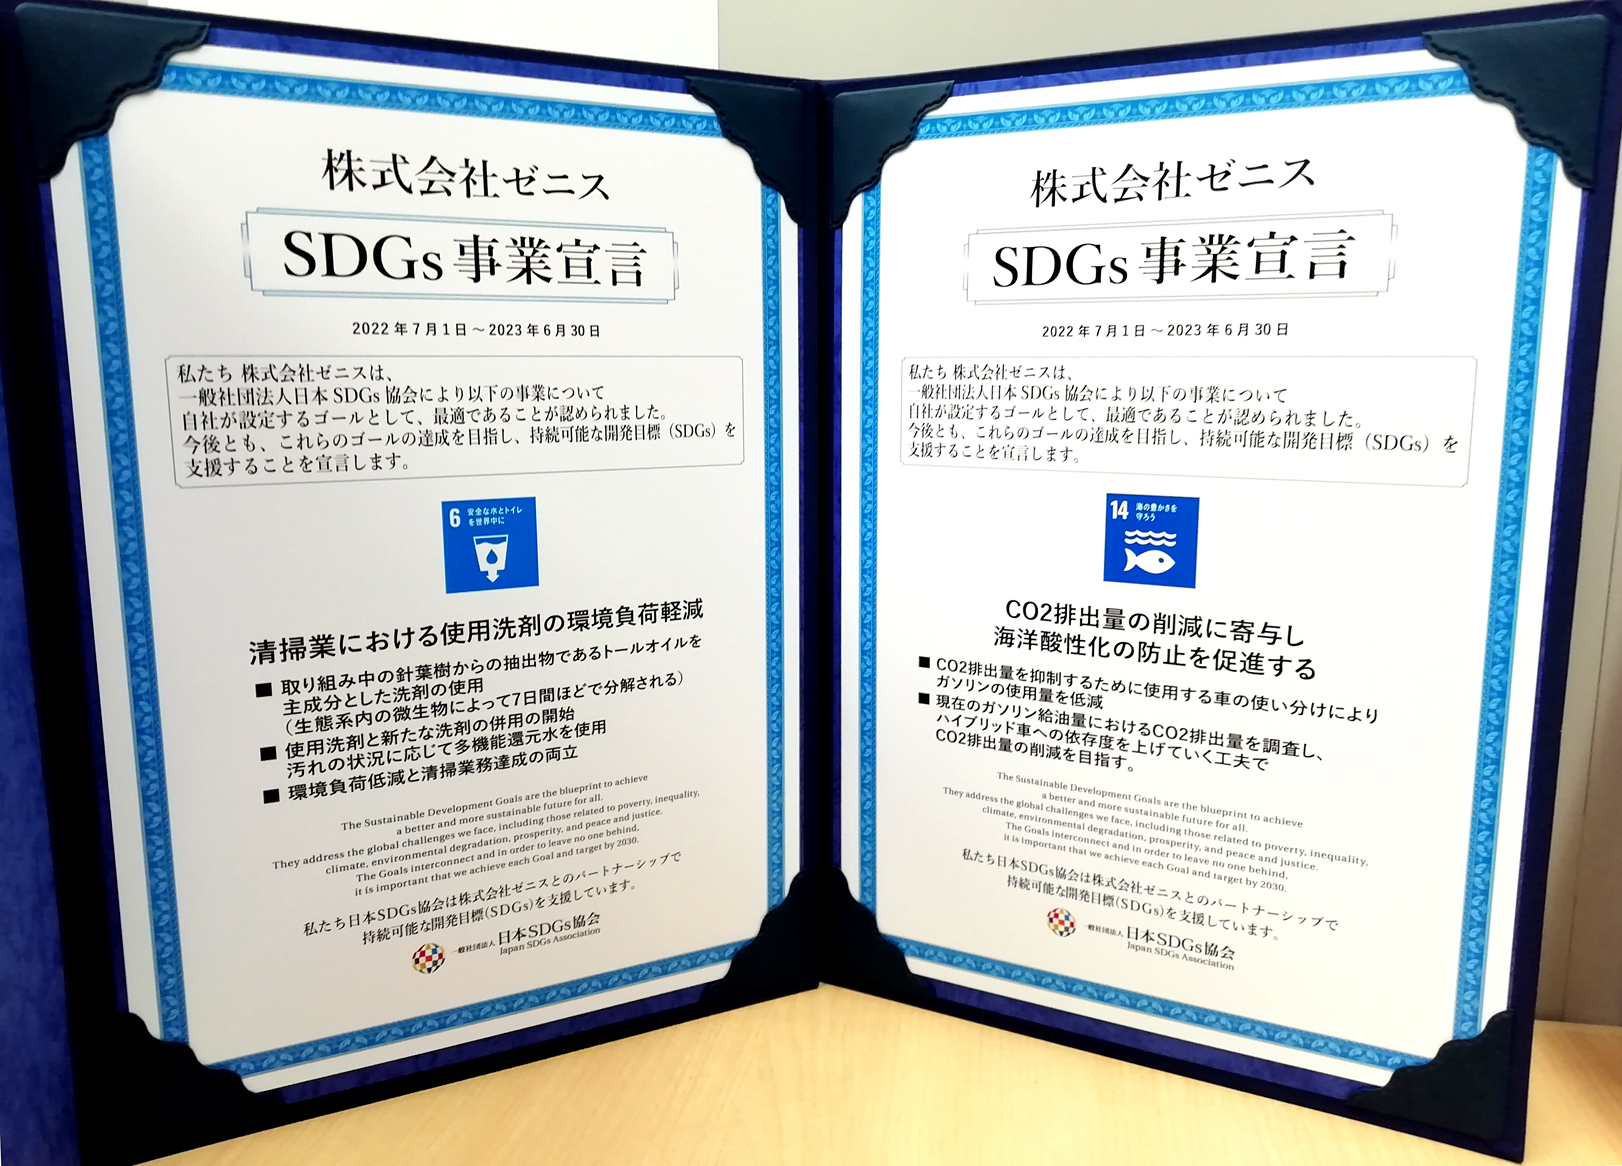 株式会社ゼニス
SDGs 事業宣言
2022年7月1日～2023年6月30日
私たち 株式会社ゼニスは、
一般社団法人日本 SDGs 協会により以下の事業について
自社が設定するゴールとして、最適であることが認められました。
今後とも、これらのゴールの達成を目指し、持続可能な開発目標（SDGs）を
支援することを宣言します。
6 安全な水とトイレ
を世界中に
清掃業における使用洗剤の環境負荷軽減
■ 取り組み中の針葉樹からの抽出物であるトールオイルを
主成分とした洗剤の使用
（生態系内の微生物によって7日間ほどで分解される）
■ 使用洗剤と新たな洗剤の併用の開始
汚れの状況に応じて多機能還元水を使用
■ 環境負荷低減と清掃業務達成の両立
The Sustainable Development Goals are the blueprint to achieve
a better and more sustainable future for all.
They address the global challenges we face, including those related to poverty, inequality,
climate, environmental degradation, prosperity, and peace and justice.
The Goals interconnect and in order to leave no one behind,
it is important that we achieve each Goal and target by 2030.
私たち日本SDGs協会は株式会社ゼニスとのパートナーシップで
持続可能な開発目標（SDGs）を支援しています。
一般社団法人 日本SDGs協会
Japan SDGs Association
株式会社ゼニス
SDGs 事業宣言
2022年7月1日～2023年6月30日
私たち 株式会社ゼニスは、
一般社団法人日本 SDGs 協会により以下の事業について
自社が設定するゴールとして、最適であることが認められました。
今後とも、これらのゴールの達成を目指し、持続可能な開発目標（SDGs）を
支援することを宣言します。
14 海の豊かさを
守ろう
CO2排出量の削減に寄与し
海洋酸性化の防止を促進する
■ CO2排出量を抑制するために使用する車の使い分けにより
ガソリンの使用量を低減
■ 現在のガソリン給油量におけるCO2排出量を調査し、
ハイブリッド車への依存度を上げていく工夫で
CO2排出量の削減を目指す。
The Sustainable Development Goals are the blueprint to achieve
a better and more sustainable future for all.
They address the global challenges we face, including those related to poverty, inequality,
climate, environmental degradation, prosperity, and peace and justice.
The Goals interconnect and in order to leave no one behind,
it is important that we achieve each Goal and target by 2030.
私たち日本SDGs協会は株式会社ゼニスとのパートナーシップで
持続可能な開発目標（SDGs）を支援しています。
一般社団法人 日本SDGs協会
Japan SDGs Association